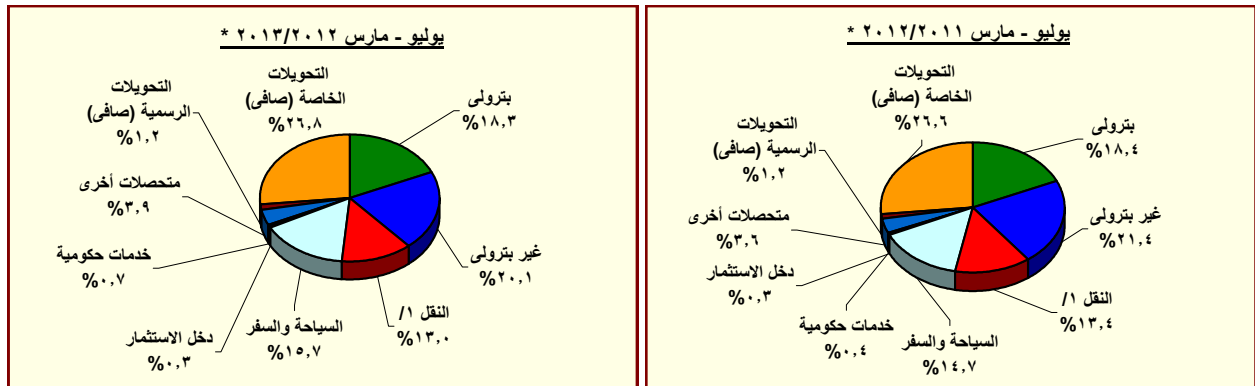 يوليو - مارس ٢٠١٢/٢٠١١ *
التحويلات
الخاصة (صافى)
%٢٦,٦
بترولى
%١٨,٤
غير بترولى
%٢١,٤
النقل ١/
%١٣,٤
السياحة والسفر
%١٤,٧
خدمات حكومية
%٠,٤
دخل الاستثمار
%٠,٣
متحصلات أخرى
%٣,٦
التحويلات
الرسمية (صافى)
%١,٢
يوليو - مارس ٢٠١٣/٢٠١٢ *
التحويلات
الخاصة (صافى)
%٢٦,٨
بترولى
%١٨,٣
غير بترولى
%٢٠,١
النقل ١/
%١٣,٠
السياحة والسفر
%١٥,٧
دخل الاستثمار
%٠,٣
خدمات حكومية
%٠,٧
متحصلات أخرى
%٣,٩
التحويلات
الرسمية (صافى)
%١,٢